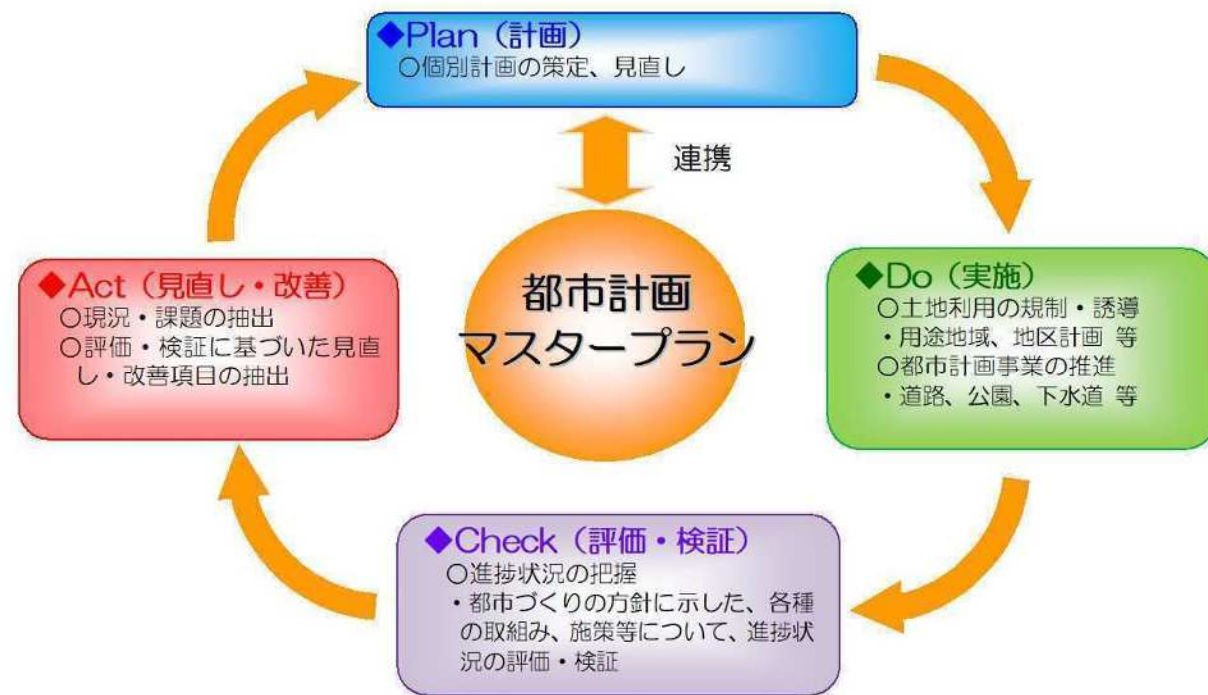 ◆Plan（計画）
〇個別計画の策定、見直し
連携
都市計画
マスタープラン
◆Do（実施）
〇土地利用の規制・誘導
・用途地域、地区計画 等
〇都市計画事業の推進
・道路、公園、下水道 等
◆Check（評価・検証）
〇進捗状況の把握
・都市づくりの方針に示した、各種
の取組み、施策等について、進捗状
況の評価・検証
◆Act（見直し・改善）
〇現況・課題の抽出
〇評価・検証に基づいた見直
し・改善項目の抽出